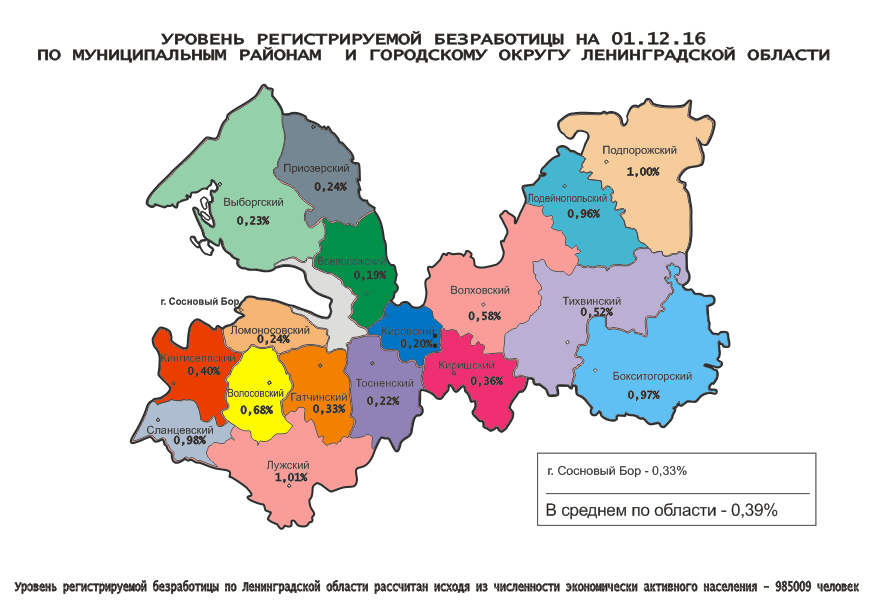 УРОВЕНЬ РЕГИСТРИРУЕМОЙ БЕЗРАБОТИЦЫ НА 01.12.16
ПО МУНИЦИПАЛЬНЫМ РАЙОНАМ И ГОРОДСКОМУ ОКРУГУ ЛЕНИНГРАДСКОЙ ОБЛАСТИ
Подпорожский
1,00%
Приозерский
0,24%
Лодейнопольский
0,96%
Выборгский
0,23%
Всеволожский
0,19%
Волховский
0,58%
Тихвинский
0,52%
г. Сосновый Бор
Ломоносовский
0,24%
Кировский
0,20%
Кингисеппский
0,40%
Киришский
0,36%
Бокситогорский
0,97%
Волосовский
0,68%
Гатчинский
0,33%
Тосненский
0,22%
Сланцевский
0,98%
Лужский
1,01%
г. Сосновый Бор - 0,33%
В среднем по области - 0,39%
Уровень регистрируемой безработицы по Ленинградской области рассчитан исходя из численности экономически активного населения - 985009 человек